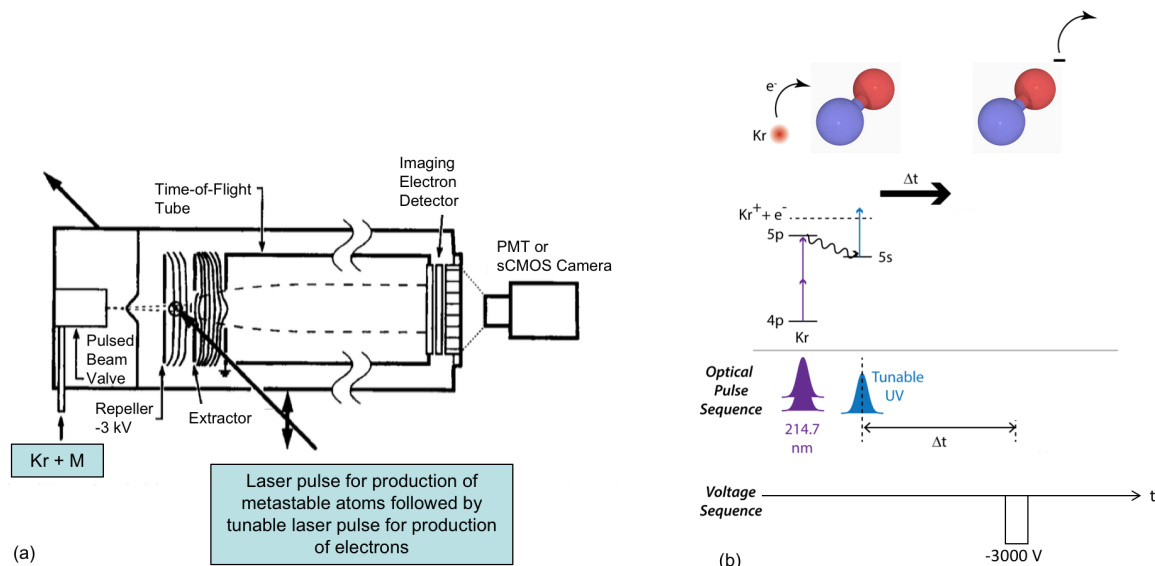 Time-of-Flight
Tube
Imaging
Electron
Detector
PMT or
sCMOS Camera
Pulsed
Beam
Valve
Repeller
-3 kV
Extractor
Kr + M
Laser pulse for production of
metastable atoms followed by
tunable laser pulse for production
of electrons
(a)
e-
Kr
Δt
Kr+ + e-
5p
5s
4p
Kr
Optical
Pulse
Sequence
Tunable
UV
214.7
nm
Δt
Voltage
Sequence
t
-3000 V
(b)